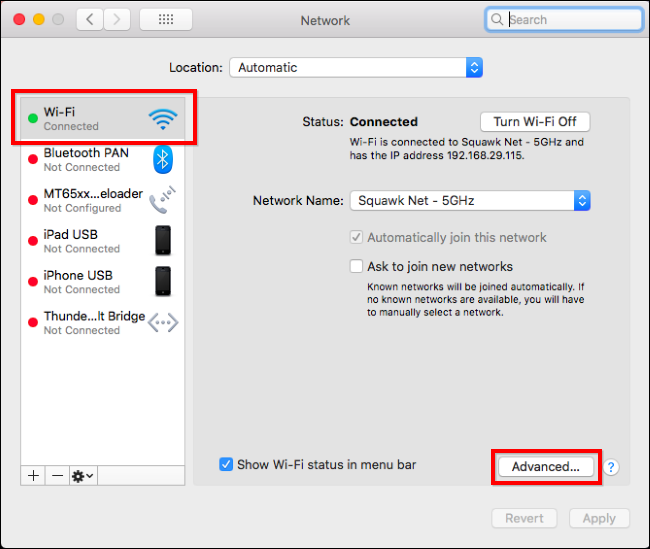 Network
Search
Location: Automatic
Wi-Fi
Connected
Bluetooth PAN
Not Connected
MT65xx...eloader
Not Configured
iPad USB
Not Connected
iPhone USB
Not Connected
Thunde...lt Bridge
Not Connected
Status: Connected
Turn Wi-Fi Off
Wi-Fi is connected to Squawk Net - 5GHz and
has the IP address 192.168.29.115.
Network Name: Squawk Net - 5GHz
Automatically join this network
Ask to join new networks
Known networks will be joined automatically. If
no known networks are available, you will have
to manually select a network.
Show Wi-Fi status in menu bar
Advanced...
?
Revert
Apply